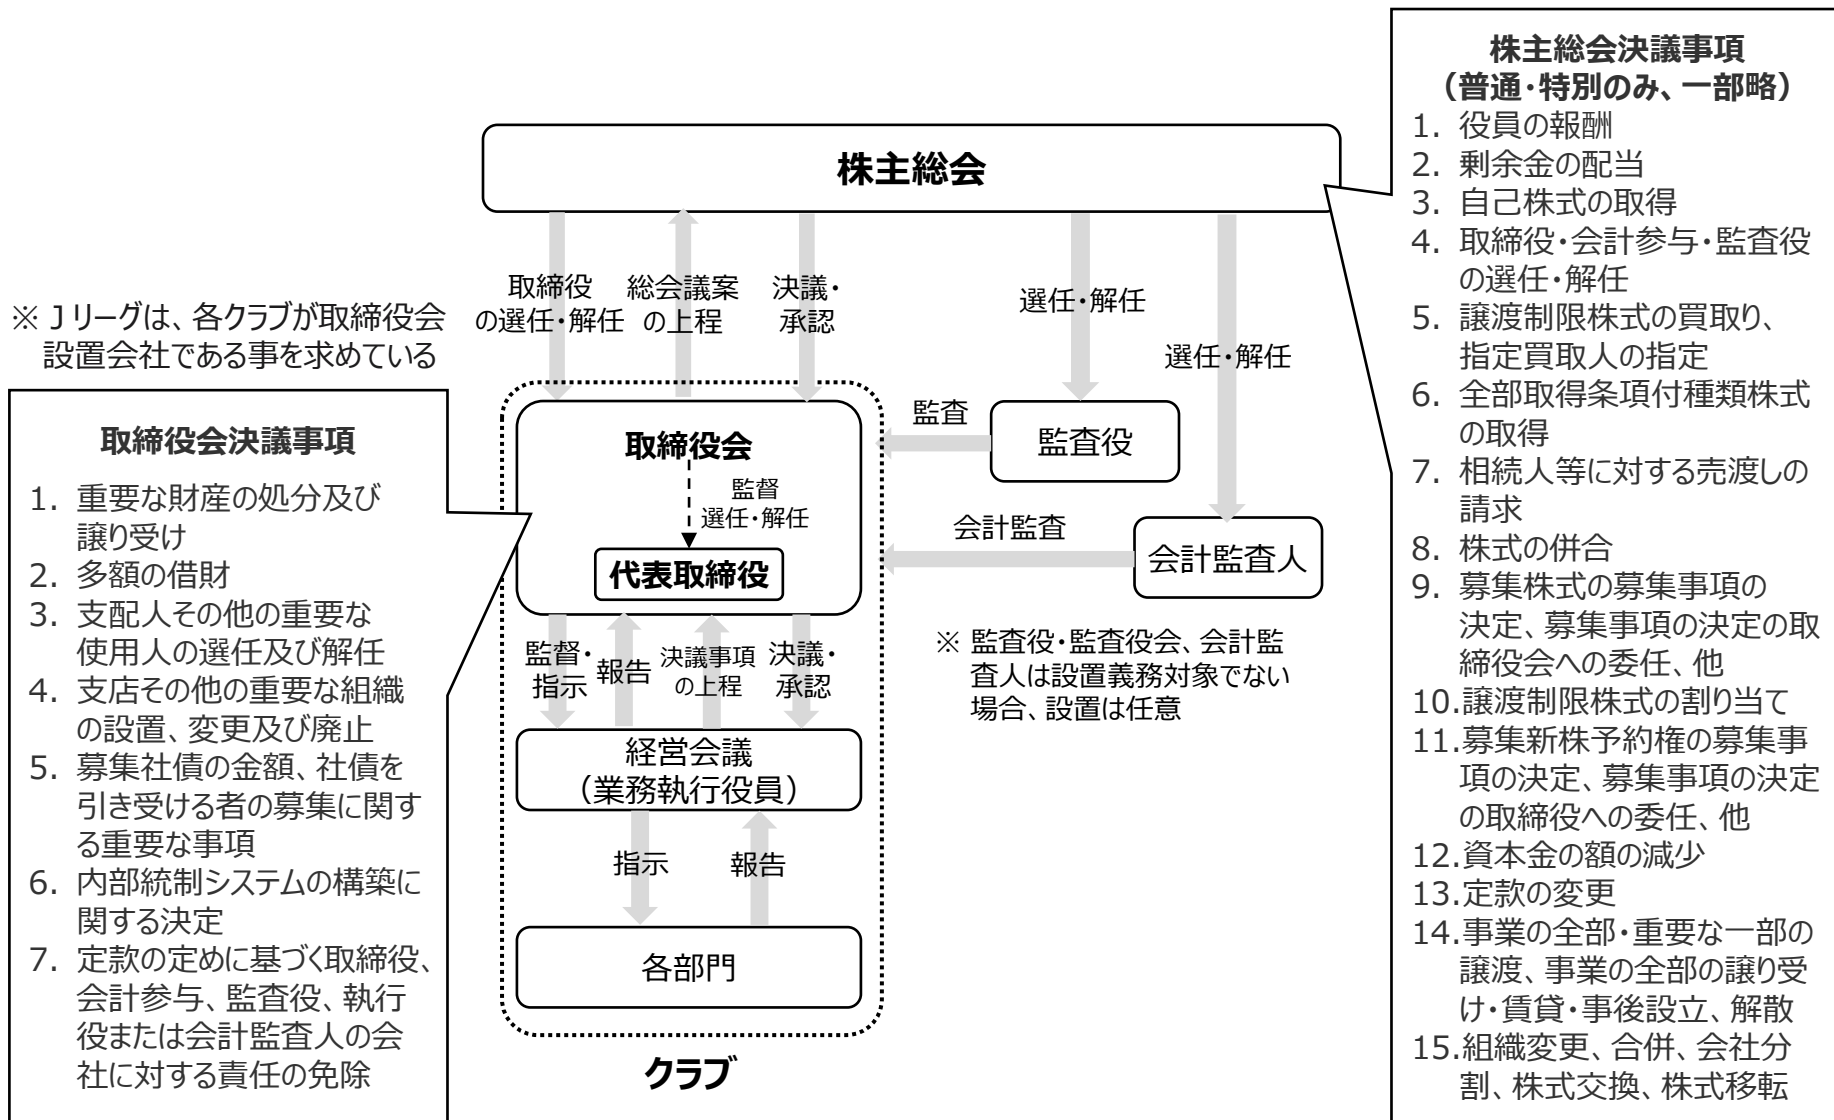 株主総会決議事項
（普通・特別のみ、一部略）
1. 役員の報酬
2. 剰余金の配当
3. 自己株式の取得
4. 取締役・会計参与・監査役
の選任・解任
5. 譲渡制限株式の買取り、
指定買取人の指定
6. 全部取得条項付種類株式
の取得
7. 相続人等に対する売渡しの
請求
8. 株式の併合
9. 募集株式の募集事項の
決定、募集事項の決定の取
締役会への委任、他
10.譲渡制限株式の割り当て
11.募集新株予約権の募集事
項の決定、募集事項の決定
の取締役への委任、他
12.資本金の額の減少
13.定款の変更
14.事業の全部・重要な一部の
譲渡、事業の全部の譲り受
け・賃貸・事後設立、解散
15.組織変更、合併、会社分
割、株式交換、株式移転
株主総会
取締役
の選任・解任
総会議案
の上程
決議・
承認
選任・解任
選任・解任
※ Jリーグは、各クラブが取締役会
設置会社である事を求めている
取締役会決議事項
1. 重要な財産の処分及び
譲り受け
2. 多額の借財
3. 支配人その他の重要な
使用人の選任及び解任
4. 支店その他の重要な組織
の設置、変更及び廃止
5. 募集社債の金額、社債を
引き受ける者の募集に関す
る重要な事項
6. 内部統制システムの構築に
関する決定
7. 定款の定めに基づく取締役、
会計参与、監査役、執行
役または会計監査人の会
社に対する責任の免除
取締役会
監督
選任・解任
代表取締役
監査
監査役
会計監査
会計監査人
※ 監査役・監査役会、会計監
査人は設置義務対象でない
場合、設置は任意
監督・
指示
報告
決議事項
の上程
決議・
承認
経営会議
（業務執行役員）
指示
報告
各部門
クラブ